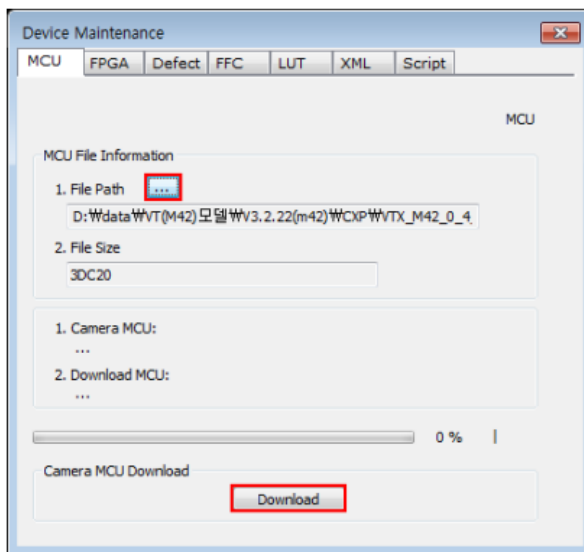 Device Maintenance
MCU FPGA Defect FFC LUT XML Script
MCU
MCU File Information
1. File Path ...
D:₩data₩VT(M42)모델₩V3.2.22(m42)₩CXP₩VTX_M42_0_4_
2. File Size
3DC20
1. Camera MCU:
...
2. Download MCU:
...
0 % |
Camera MCU Download
Download